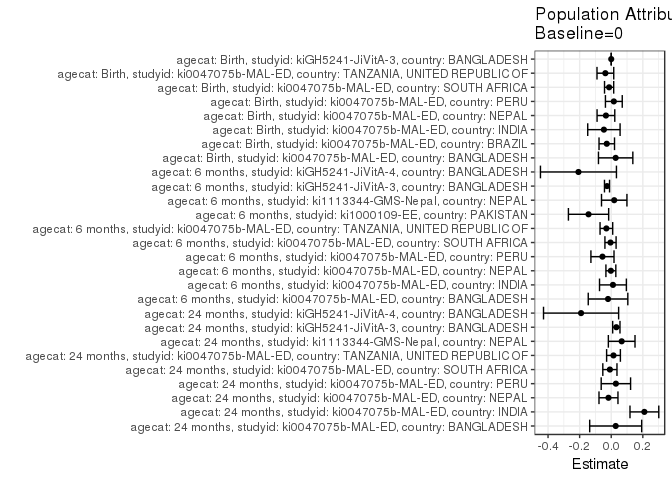 Population Attribu
Baseline=0
agecat: Birth, studyid: kiGH5241-JiVitA-3, country: BANGLADESH
agecat: Birth, studyid: ki0047075b-MAL-ED, country: TANZANIA, UNITED REPUBLIC OF
agecat: Birth, studyid: ki0047075b-MAL-ED, country: SOUTH AFRICA
agecat: Birth, studyid: ki0047075b-MAL-ED, country: PERU
agecat: Birth, studyid: ki0047075b-MAL-ED, country: NEPAL
agecat: Birth, studyid: ki0047075b-MAL-ED, country: INDIA
agecat: Birth, studyid: ki0047075b-MAL-ED, country: BRAZIL
agecat: Birth, studyid: ki0047075b-MAL-ED, country: BANGLADESH
agecat: 6 months, studyid: kiGH5241-JiVitA-4, country: BANGLADESH
agecat: 6 months, studyid: kiGH5241-JiVitA-3, country: BANGLADESH
agecat: 6 months, studyid: ki1113344-GMS-Nepal, country: NEPAL
agecat: 6 months, studyid: ki1000109-EE, country: PAKISTAN
agecat: 6 months, studyid: ki0047075b-MAL-ED, country: TANZANIA, UNITED REPUBLIC OF
agecat: 6 months, studyid: ki0047075b-MAL-ED, country: SOUTH AFRICA
agecat: 6 months, studyid: ki0047075b-MAL-ED, country: PERU
agecat: 6 months, studyid: ki0047075b-MAL-ED, country: NEPAL
agecat: 6 months, studyid: ki0047075b-MAL-ED, country: INDIA
agecat: 6 months, studyid: ki0047075b-MAL-ED, country: BANGLADESH
agecat: 24 months, studyid: kiGH5241-JiVitA-4, country: BANGLADESH
agecat: 24 months, studyid: kiGH5241-JiVitA-3, country: BANGLADESH
agecat: 24 months, studyid: ki1113344-GMS-Nepal, country: NEPAL
agecat: 24 months, studyid: ki0047075b-MAL-ED, country: TANZANIA, UNITED REPUBLIC OF
agecat: 24 months, studyid: ki0047075b-MAL-ED, country: SOUTH AFRICA
agecat: 24 months, studyid: ki0047075b-MAL-ED, country: PERU
agecat: 24 months, studyid: ki0047075b-MAL-ED, country: NEPAL
agecat: 24 months, studyid: ki0047075b-MAL-ED, country: INDIA
agecat: 24 months, studyid: ki0047075b-MAL-ED, country: BANGLADESH
-0.4 -0.2 0.0 0.2
Estimate